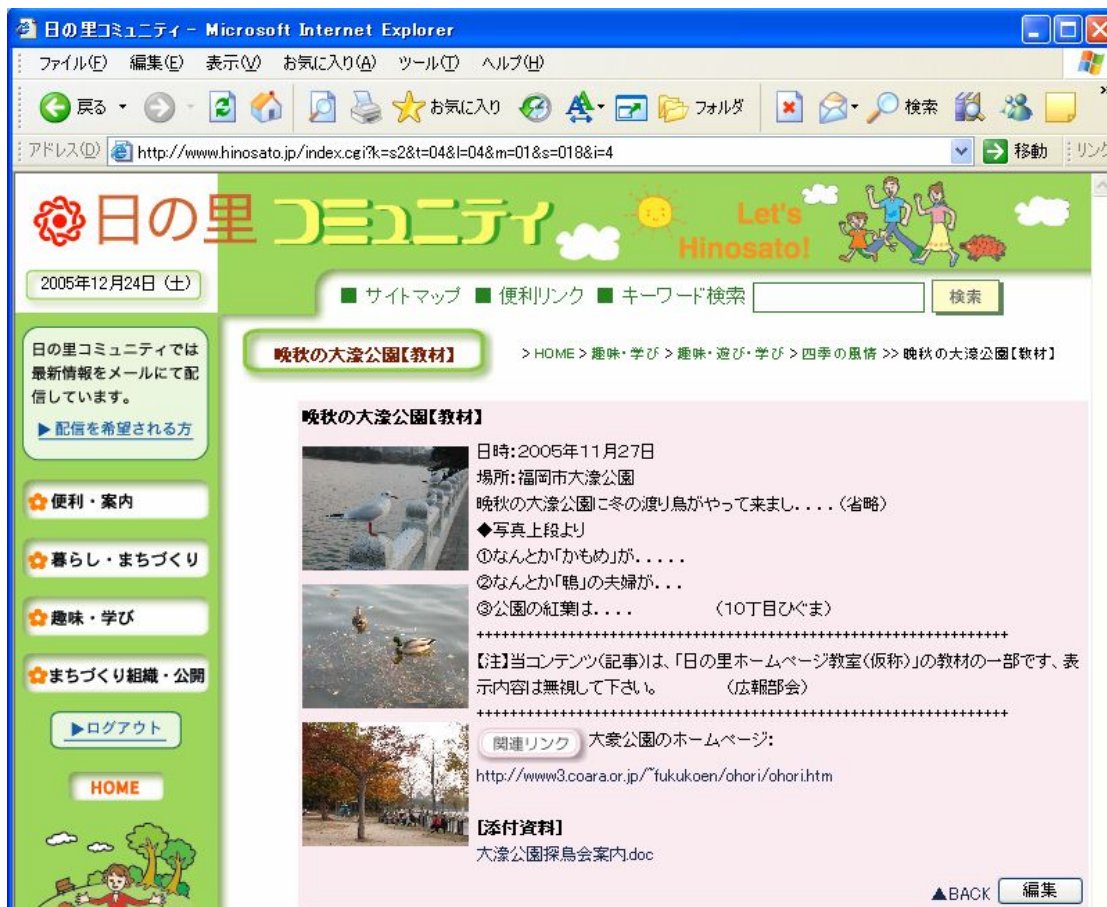 日の里コミュニティ - Microsoft Internet Explorer
ファイル(F) 編集(E) 表示(V) お気に入り(A) ツール(T) ヘルプ(H)
戻る お気に入り フォルダ 検索
アドレス(D) http://www.hinosato.jp/index.cgi?k=s2&t=04&l=04&m=01&s=018&i=4 移動 リンク
日の里 コミュニティ Let's
Hinosato!
2005年12月24日 (土)
■ サイトマップ ■ 便利リンク ■ キーワード検索 検索
日の里コミュニティでは
最新情報をメールにて配
信しています。
▶配信を希望される方
便利・案内
暮らし・まちづくり
趣味・学び
まちづくり組織・公開
▶ログアウト
HOME
晩秋の大濠公園【教材】 > HOME > 趣味・学び > 趣味・遊び・学び > 四季の風情 >> 晩秋の大濠公園【教材】
晩秋の大濠公園【教材】
日時:2005年11月27日
場所:福岡市大濠公園
晩秋の大濠公園に冬の渡り鳥がやって来まし....(省略)
◆写真上段より
①なんとか「かもめ」が.....
②なんとか「鴨」の夫婦が...
③公園の紅葉は.... (10丁目ひぐま)
++++++++++++++++++++++++++++++++++++++++++++++++++++++++++++++++
【注】当コンテンツ(記事)は、「日の里ホームページ教室(仮称)」の教材の一部です、表
示内容は無視して下さい。 (広報部会)
++++++++++++++++++++++++++++++++++++++++++++++++++++++++++++++++
関連リンク 大衆公園のホームページ:
http://www3.coara.or.jp/~fukukoen/ohori/ohori.htm
【添付資料】
大濠公園探鳥会案内.doc
▲BACK 編集